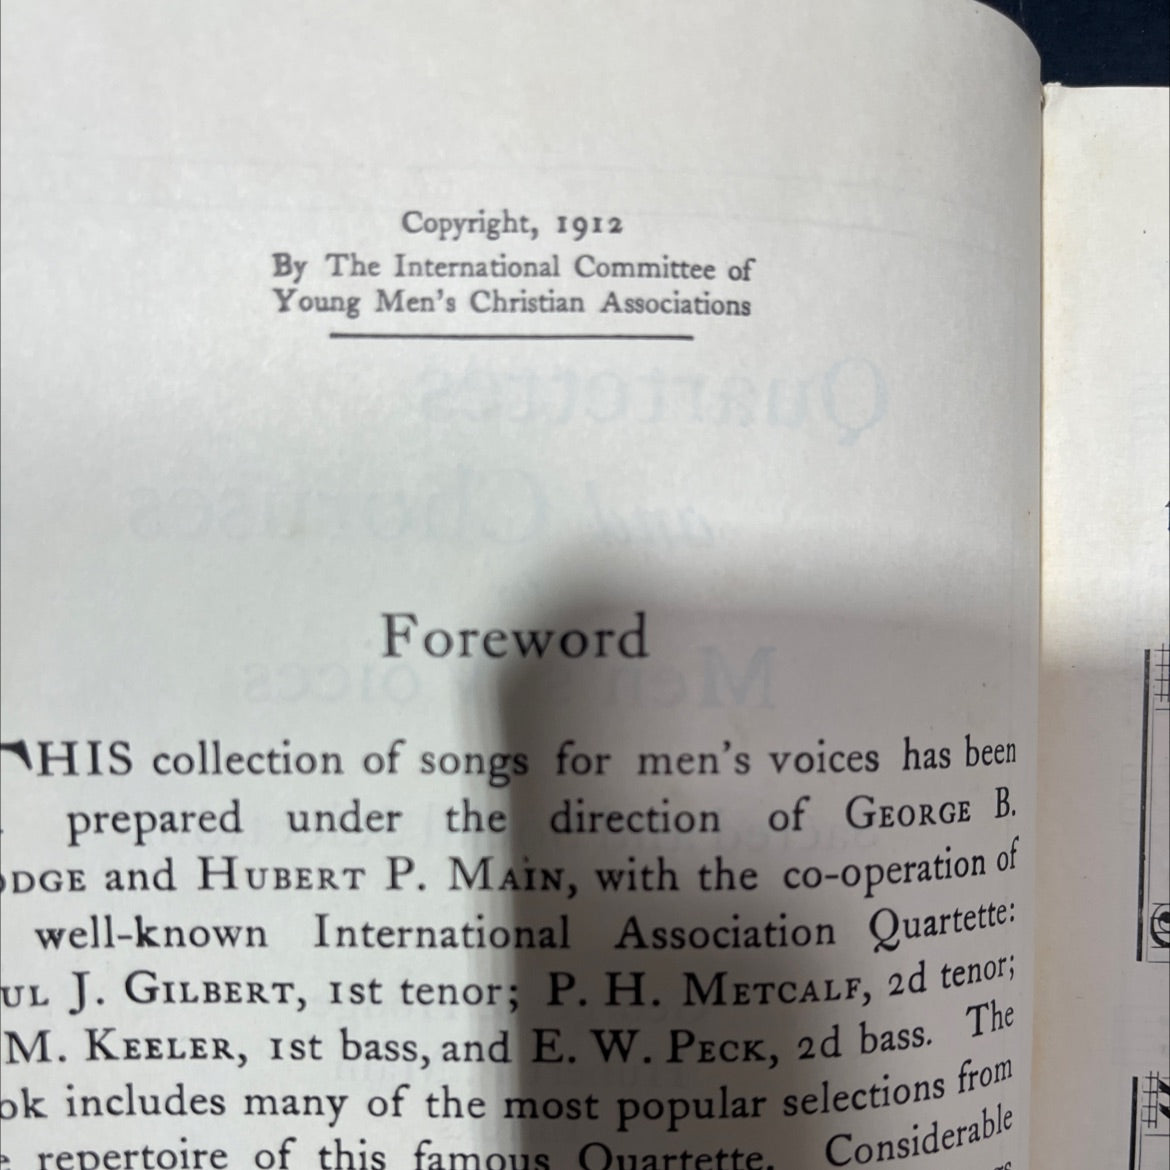 Copyright, 1912
By The International Committee of
Young Men's Christian Associations
Foreword
THIS collection of songs for men's voices has been
prepared under the direction of GEORGE B.
ODGE and HUBERT P. MAIN, with the co-operation of
well-known International Association Quartette:
UL J. GILBERT, 1st tenor; P. H. METCALF, 2d tenor;
M. KEELER, 1st bass, and E. W. PECK, 2d bass. The
ok includes many of the most popular selections from
repertoire of this famous Quartette. Considerable